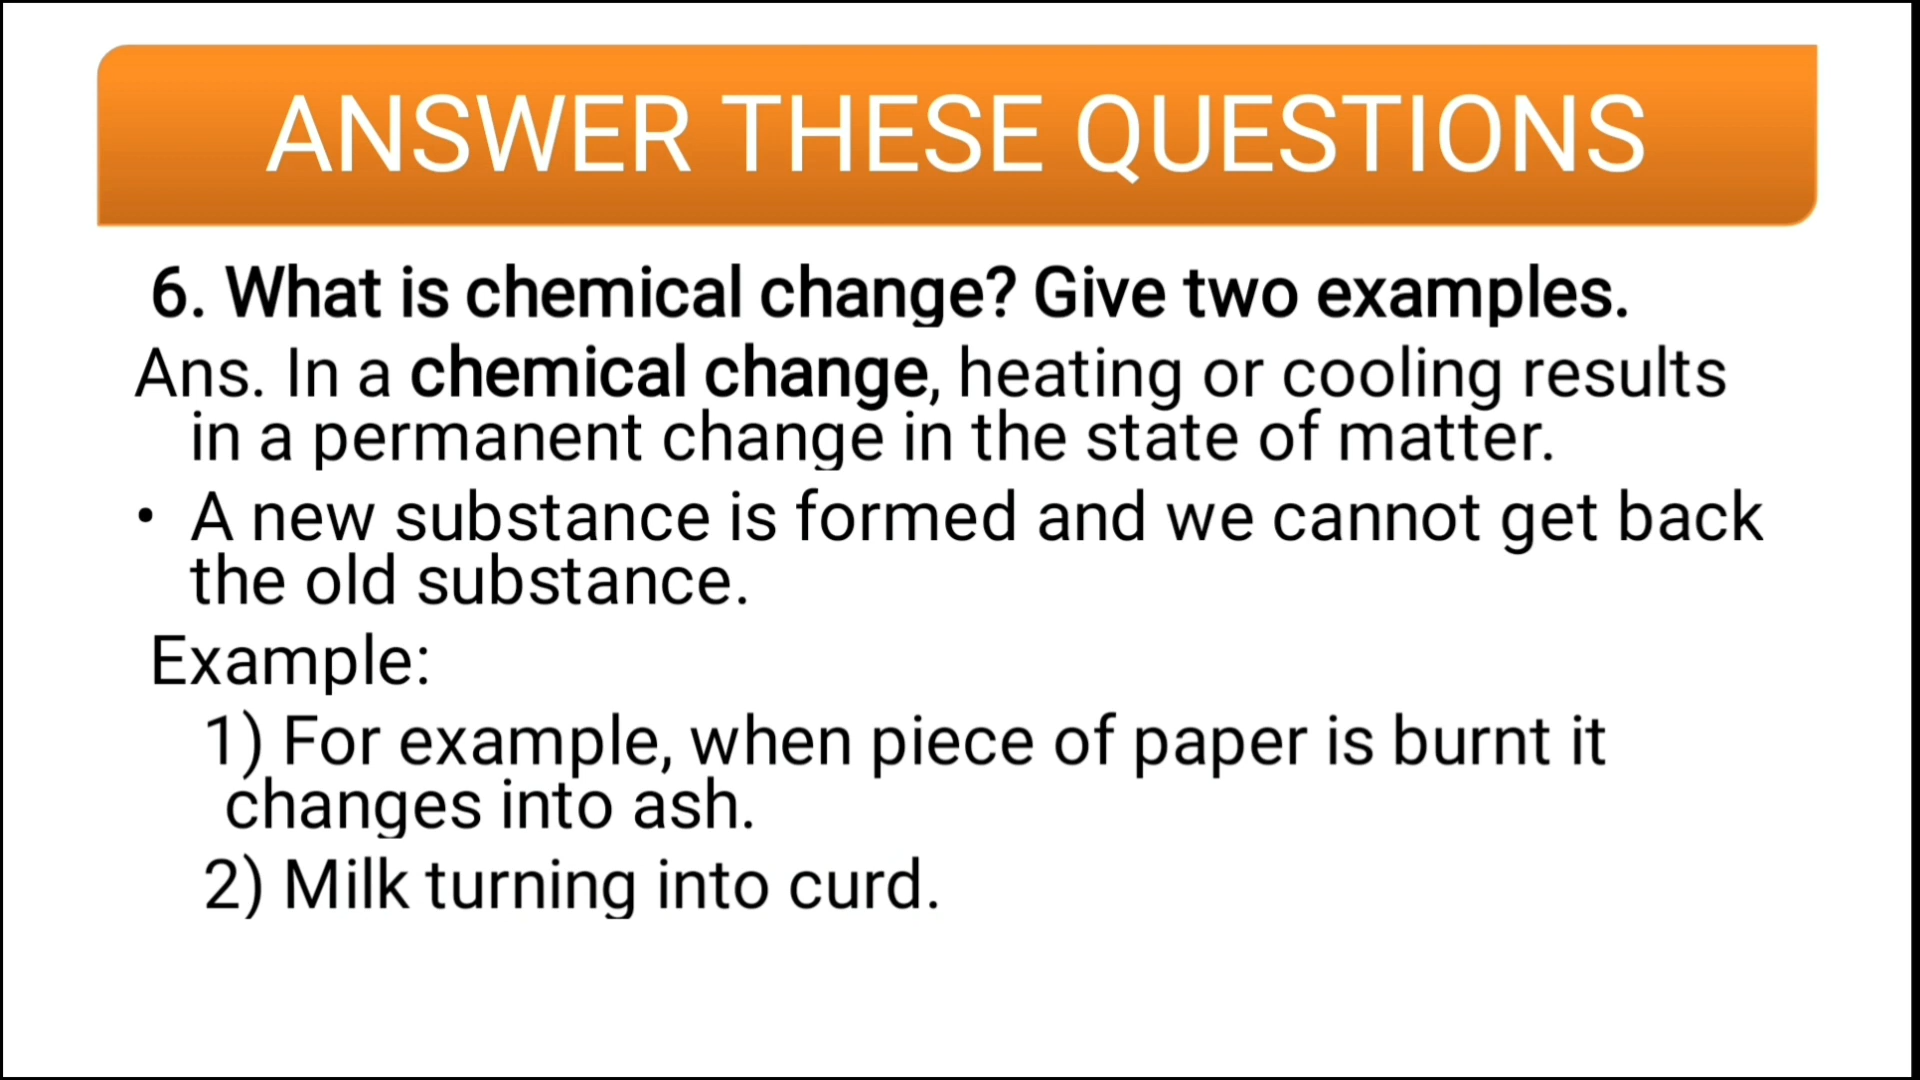 ANSWER THESE QUESTIONS
6. What is chemical change? Give two examples.
Ans. In a chemical change, heating or cooling results
in a permanent change in the state of matter.
• A new substance is formed and we cannot get back
the old substance.
Example:
1) For example, when piece of paper is burnt it
changes into ash.
2) Milk turning into curd.